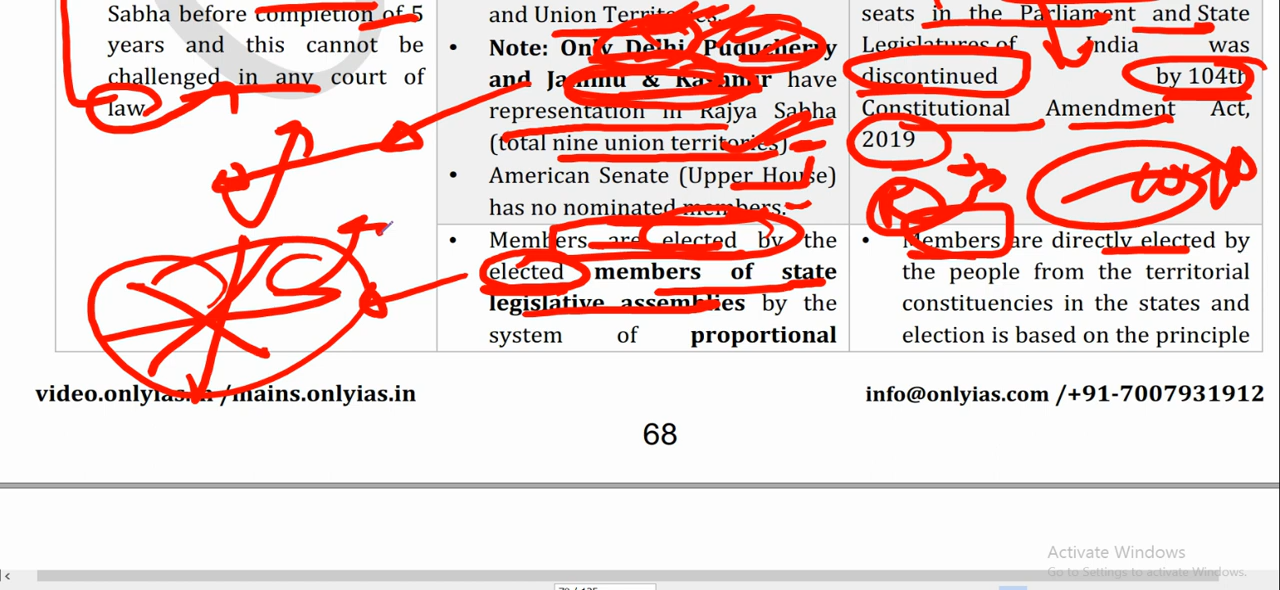 Sabha before completion of 5
years and this cannot be
challenged in any court of
law.
and Union Territories.
• Note: Only Delhi, Puducherry
and Jammu & Kashmir have
representation in Rajya Sabha
(total nine union territories).
• American Senate (Upper House)
has no nominated members.
• Members are elected by the
elected members of state
legislative assemblies by the
system of proportional
seats in the Parliament and State
Legislatures of India was
discontinued by 104th
Constitutional Amendment Act,
2019
• Members are directly elected by
the people from the territorial
constituencies in the states and
election is based on the principle
video.onlyias.in /mains.onlyias.in
info@onlyias.com /+91-7007931912
68
Activate Windows
Go to Settings to activate Windows.